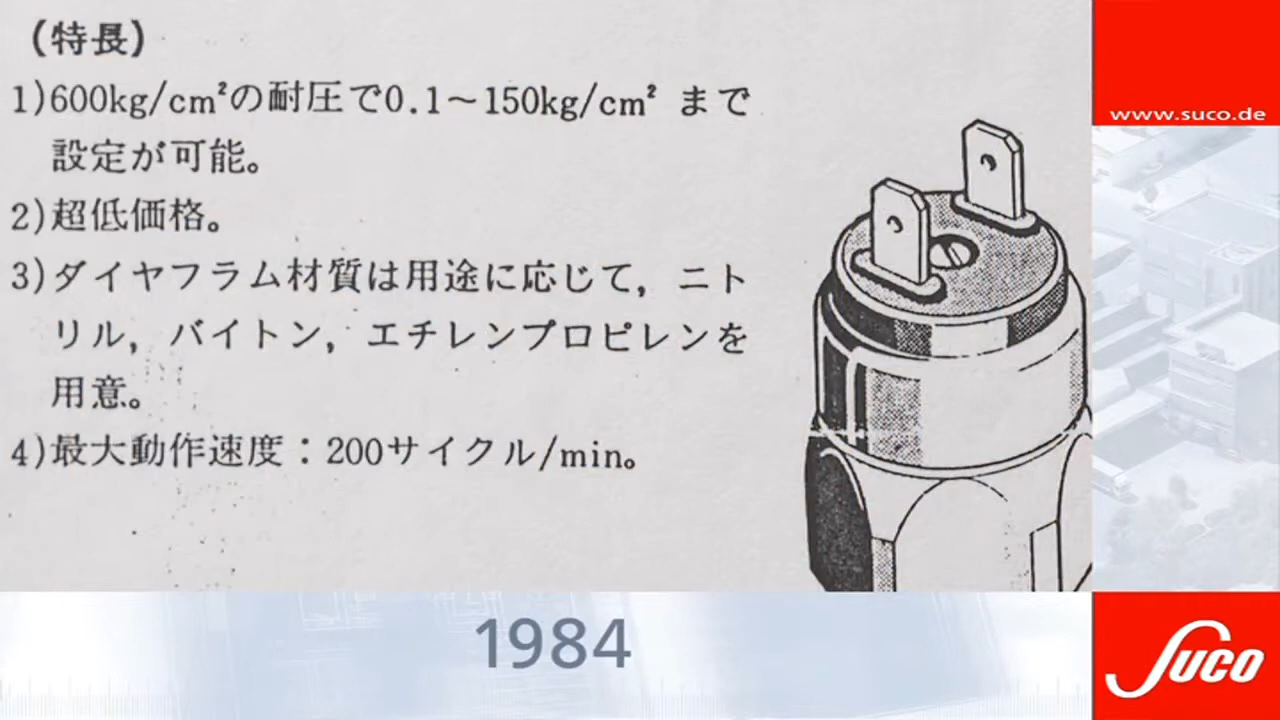 (特長)
1)600kg/cm²の耐圧で0.1～150kg/cm² まで
設定が可能。
2)超低価格。
3)ダイヤフラム材質は用途に応じて，ニト
リル，バイトン，エチレンプロピレンを
用意。
4)最大動作速度：200サイクル/min。
www.suco.de
1984
Suco